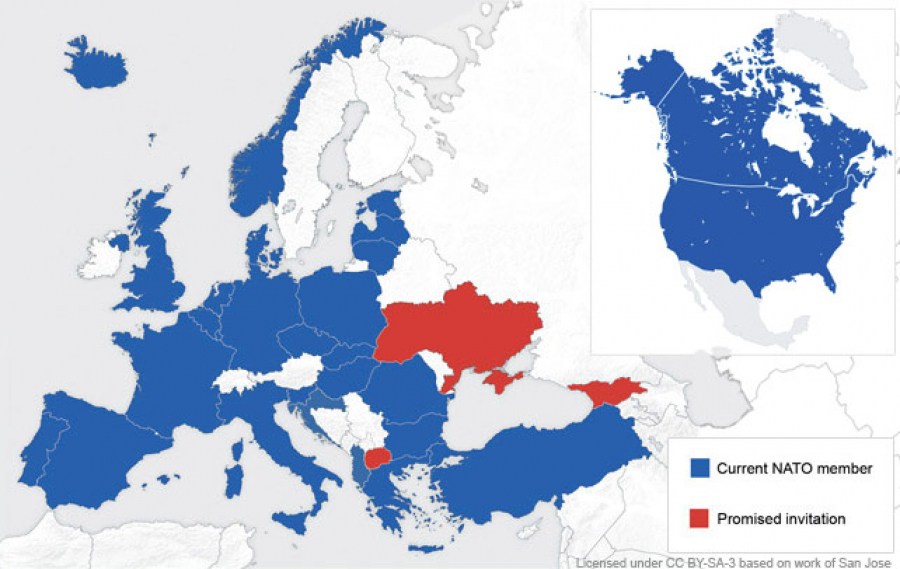 Current NATO member
Promised invitation
Licensed under CC BY-SA-3 based on work of San Jose